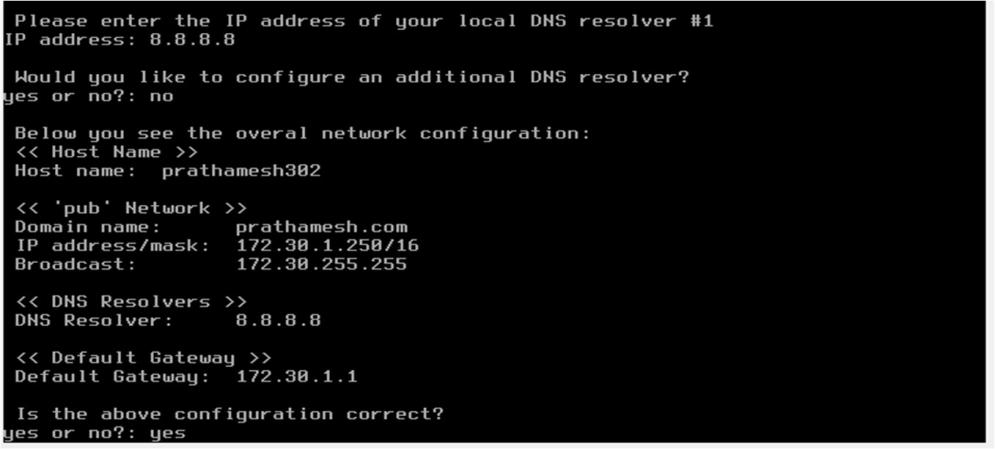 Please enter the IP address of your local DNS resolver #1
IP address: 8.8.8.8
Would you like to configure an additional DNS resolver?
yes or no?: no
Below you see the overal network configuration:
<< Host Name >>
Host name: prathamesh302
<< 'pub' Network >>
Domain name: prathamesh.com
IP address/mask: 172.30.1.250/16
Broadcast: 172.30.255.255
<< DNS Resolvers >>
DNS Resolver: 8.8.8.8
<< Default Gateway >>
Default Gateway: 172.30.1.1
Is the above configuration correct?
yes or no?: yes